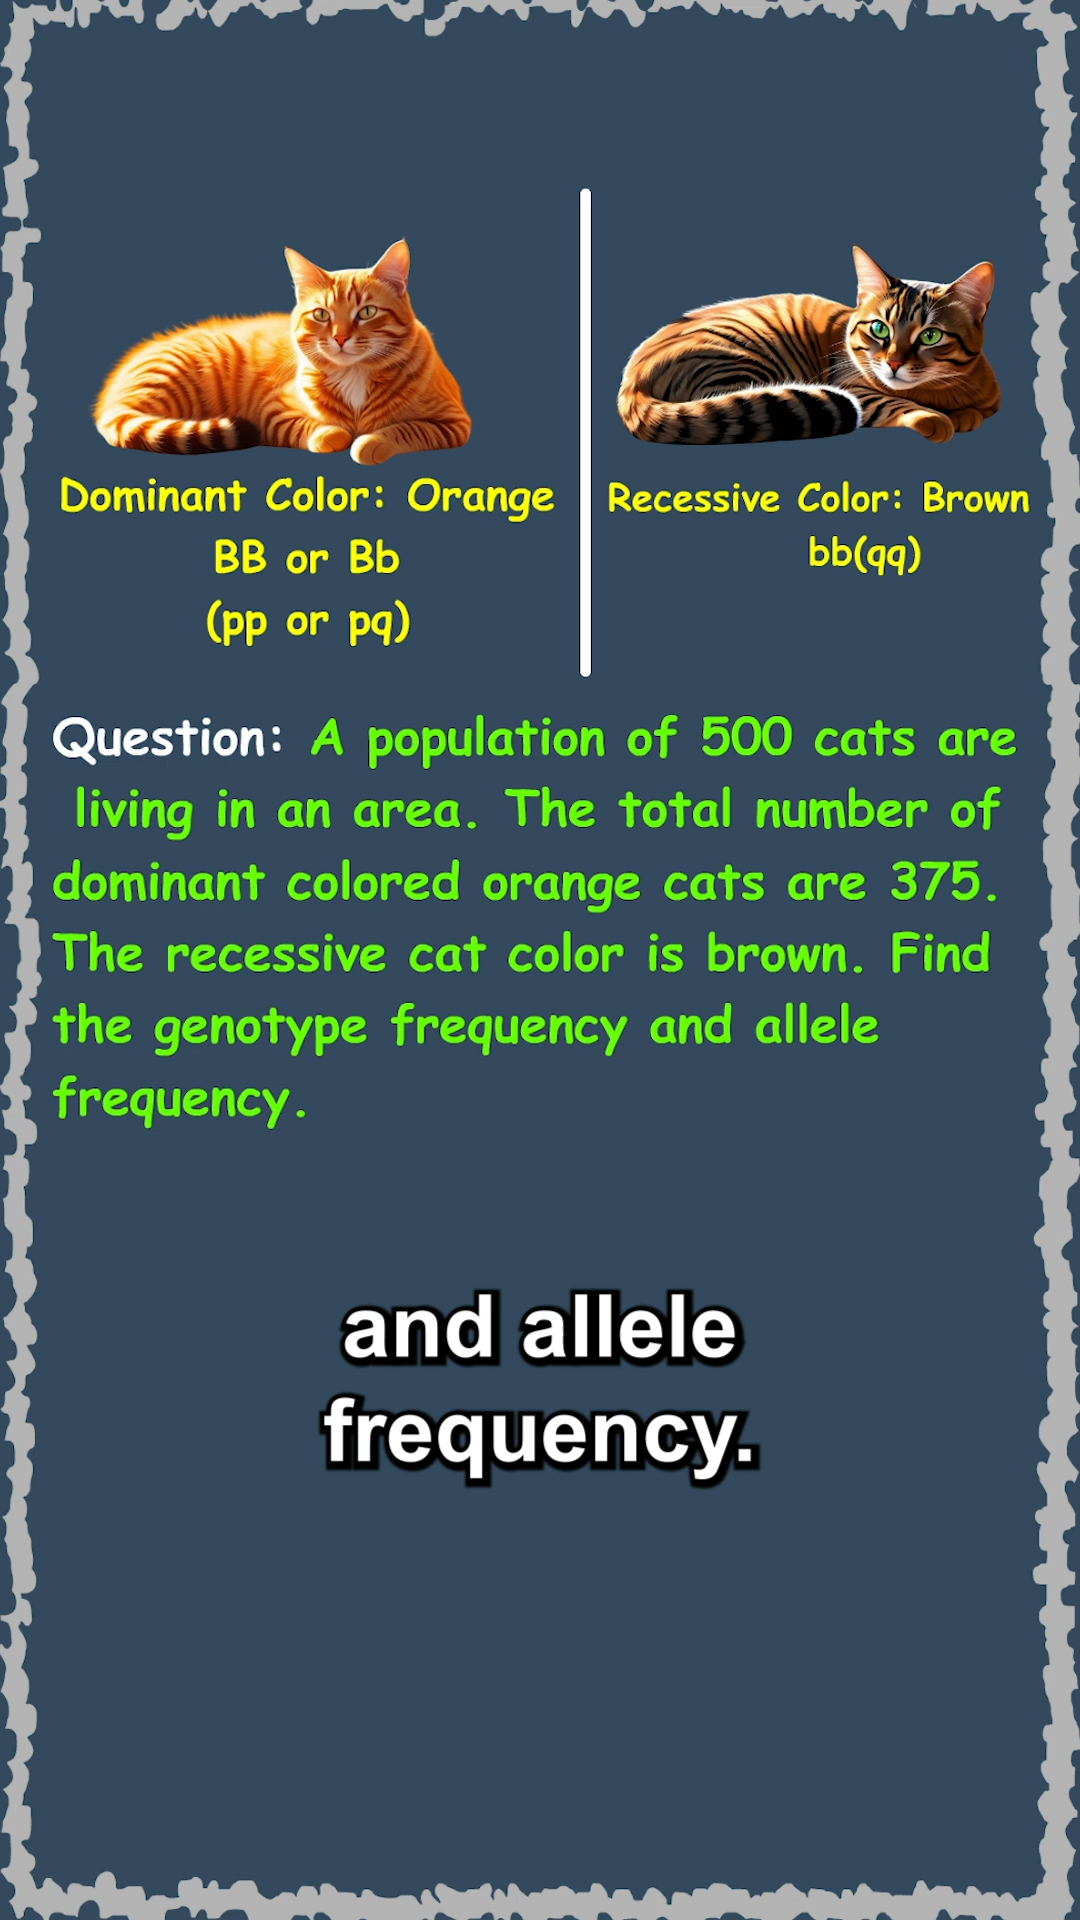 Dominant Color: Orange
BB or Bb
(pp or pq)
Recessive Color: Brown
bb(qq)
Question: A population of 500 cats are
living in an area. The total number of
dominant colored orange cats are 375.
The recessive cat color is brown. Find
the genotype frequency and allele
frequency.
and allele
frequency.